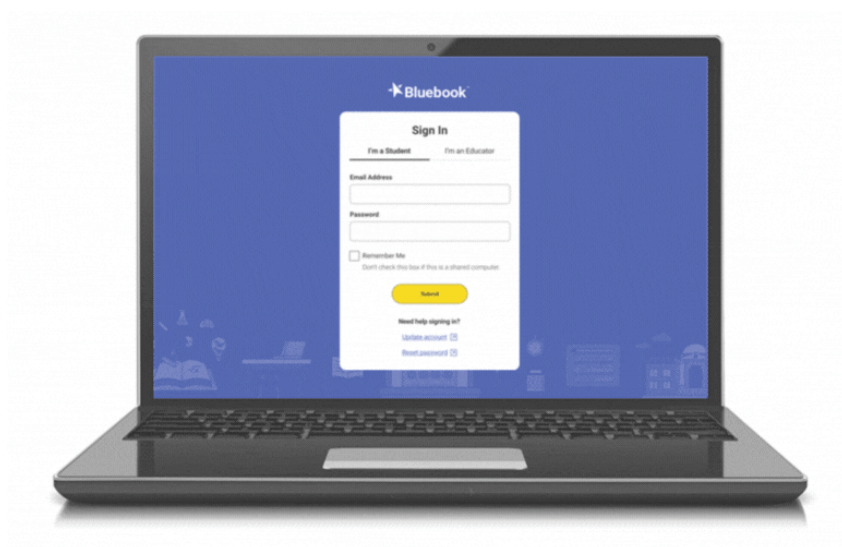 Bluebook
Sign In
I'm a Student
I'm an Educator
Email Address
Password
Remember Me
Don't check this box if this is a shared computer
Submit
Need help signing in?
Update account
Reset password